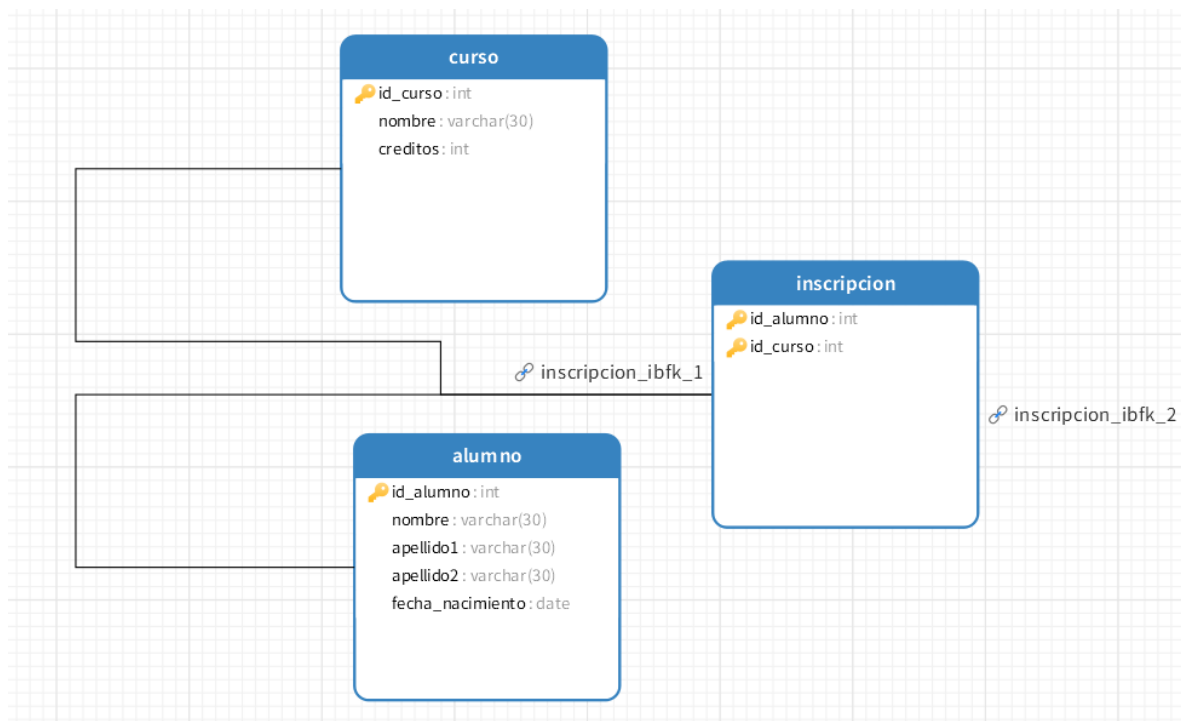 curso
id_curso : int
nombre : varchar(30)
creditos : int
inscripcion
id_alumno : int
id_curso : int
inscripcion_ibfk_1
inscripcion_ibfk_2
alumno
id_alumno : int
nombre : varchar(30)
apellido1 : varchar(30)
apellido2 : varchar(30)
fecha_nacimiento : date